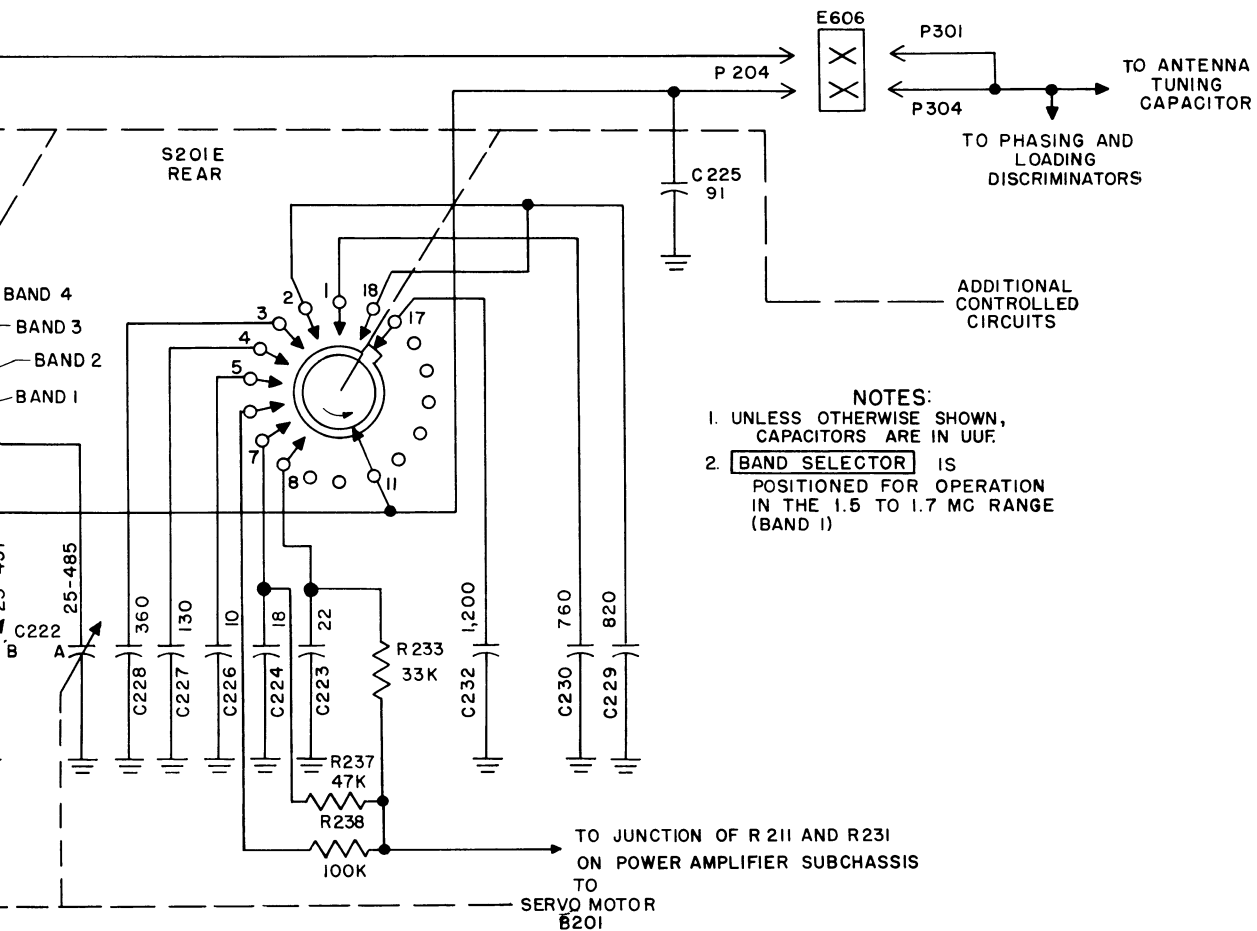 E606
P301
P 204
P304
TO ANTENNA
TUNING
CAPACITOR
TO PHASING AND
LOADING
DISCRIMINATORS
S201E
REAR
C 225
91
BAND 4
BAND 3
BAND 2
BAND 1
3
2
1
18
17
4
5
7
8
11
ADDITIONAL
CONTROLLED
CIRCUITS
NOTES:
1. UNLESS OTHERWISE SHOWN,
CAPACITORS ARE IN UUF.
2. BAND SELECTOR IS
POSITIONED FOR OPERATION
IN THE 1.5 TO 1.7 MC RANGE
(BAND 1)
25-485
C222
B
A
360
C228
130
C227
10
C226
18
C224
22
C223
R233
33K
1,200
C232
760
C230
820
C229
R237
47K
R238
100K
TO JUNCTION OF R 211 AND R231
ON POWER AMPLIFIER SUBCHASSIS
TO
SERVO MOTOR
B201